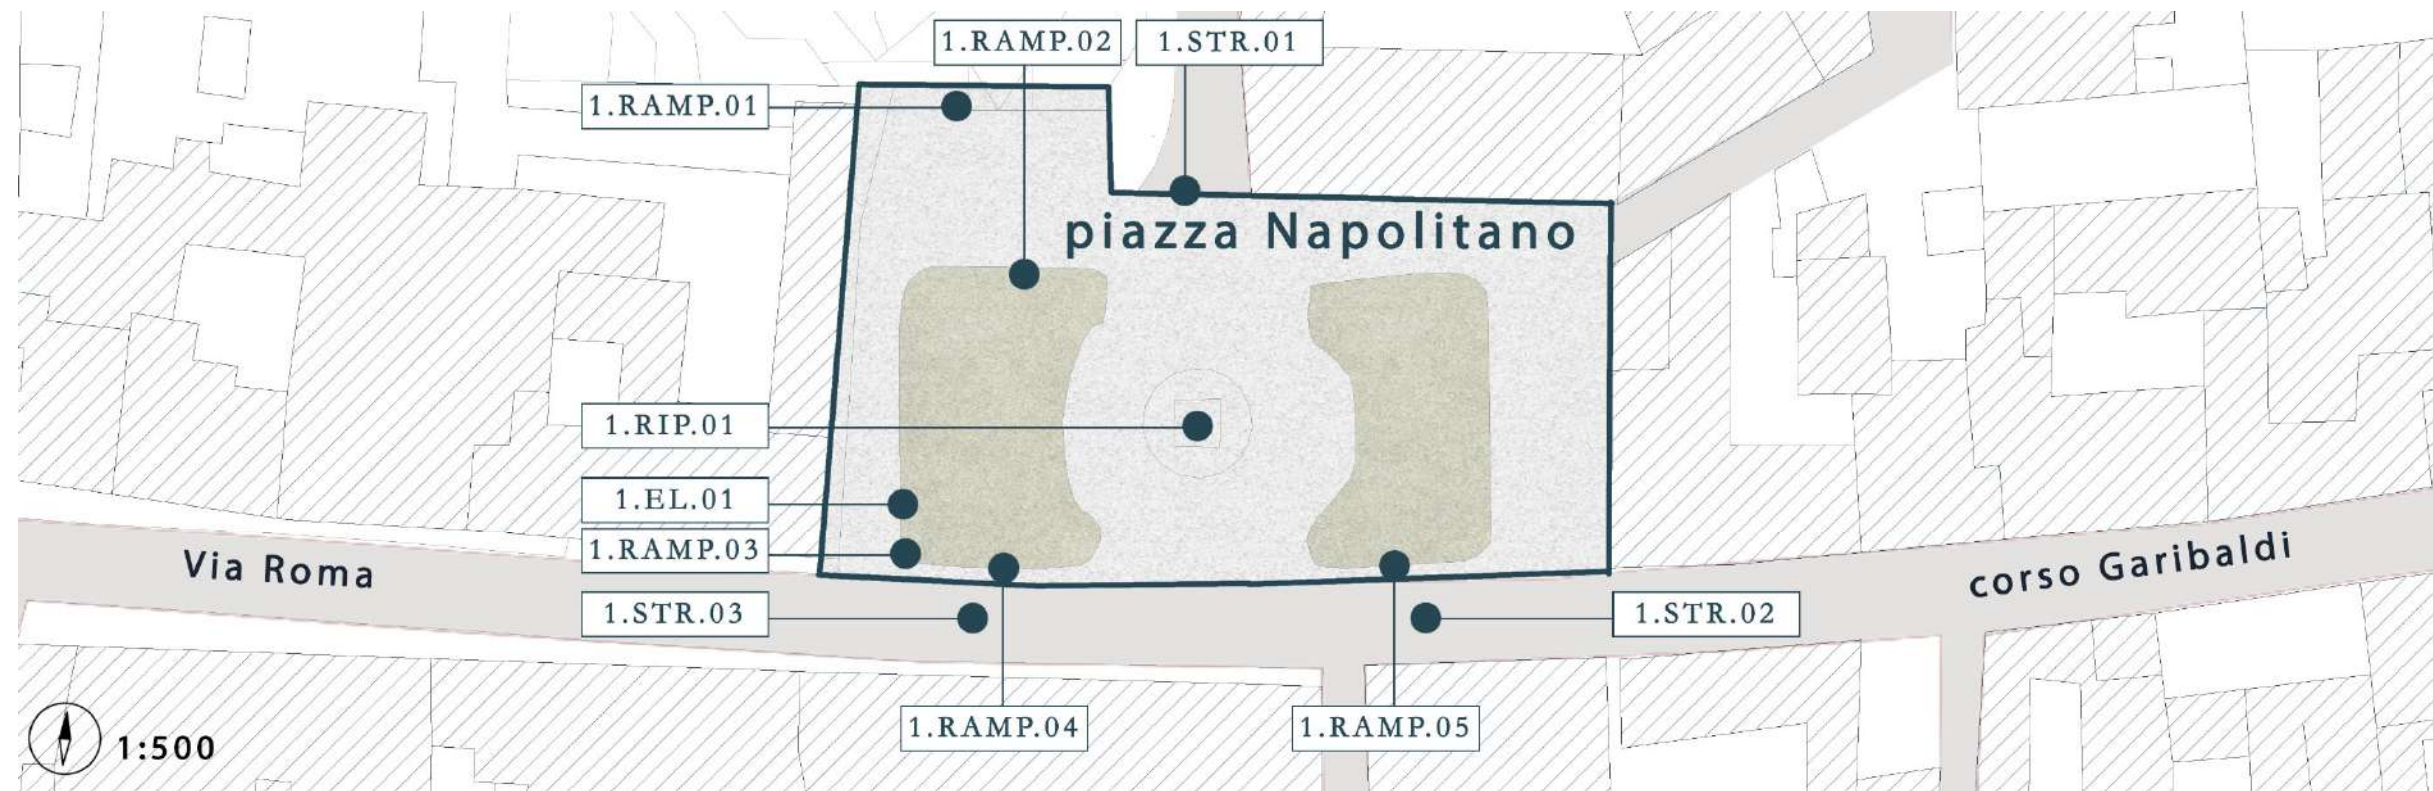 1.RAMP.02
1.STR.01
1.RAMP.01
piazza Napolitano
1.RIP.01
1.EL.01
1.RAMP.03
Via Roma
corso Garibaldi
1.STR.03
1.STR.02
1.RAMP.04
1.RAMP.05
1:500